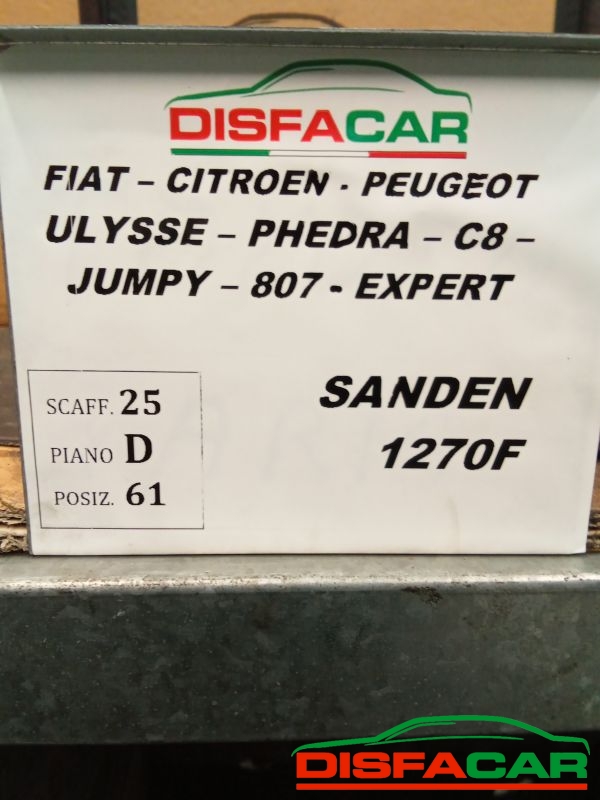 DISFACAR
FIAT – CITROEN - PEUGEOT
ULYSSE – PHEDRA – C8 –
JUMPY – 807 - EXPERT
SANDEN
1270F
SCAFF. 25
PIANO D
POSIZ. 61
DISFACAR